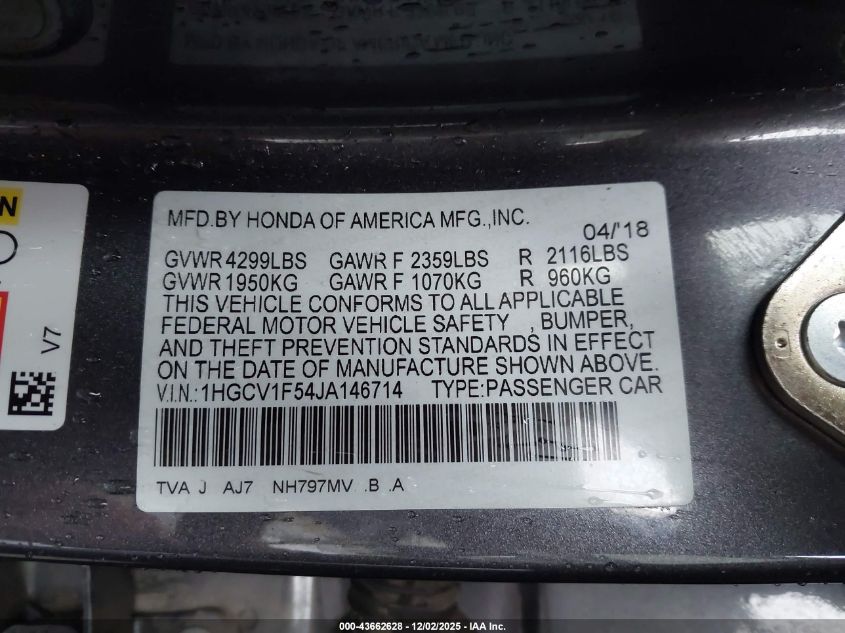 MFD.BY HONDA OF AMERICA MFG.,INC.
04/'18
GVWR 4299LBS GAWR F 2359LBS R 2116LBS
GVWR 1950KG GAWR F 1070KG R 960KG
THIS VEHICLE CONFORMS TO ALL APPLICABLE
FEDERAL MOTOR VEHICLE SAFETY , BUMPER,
AND THEFT PREVENTION STANDARDS IN EFFECT
ON THE DATE OF MANUFACTURE SHOWN ABOVE.
V.I.N.:1HGCV1F54JA146714 TYPE:PASSENGER CAR
TVA J AJ7 NH797MV .B .A
N
V7
000-43662628 - 12/02/2025 - IAA Inc.